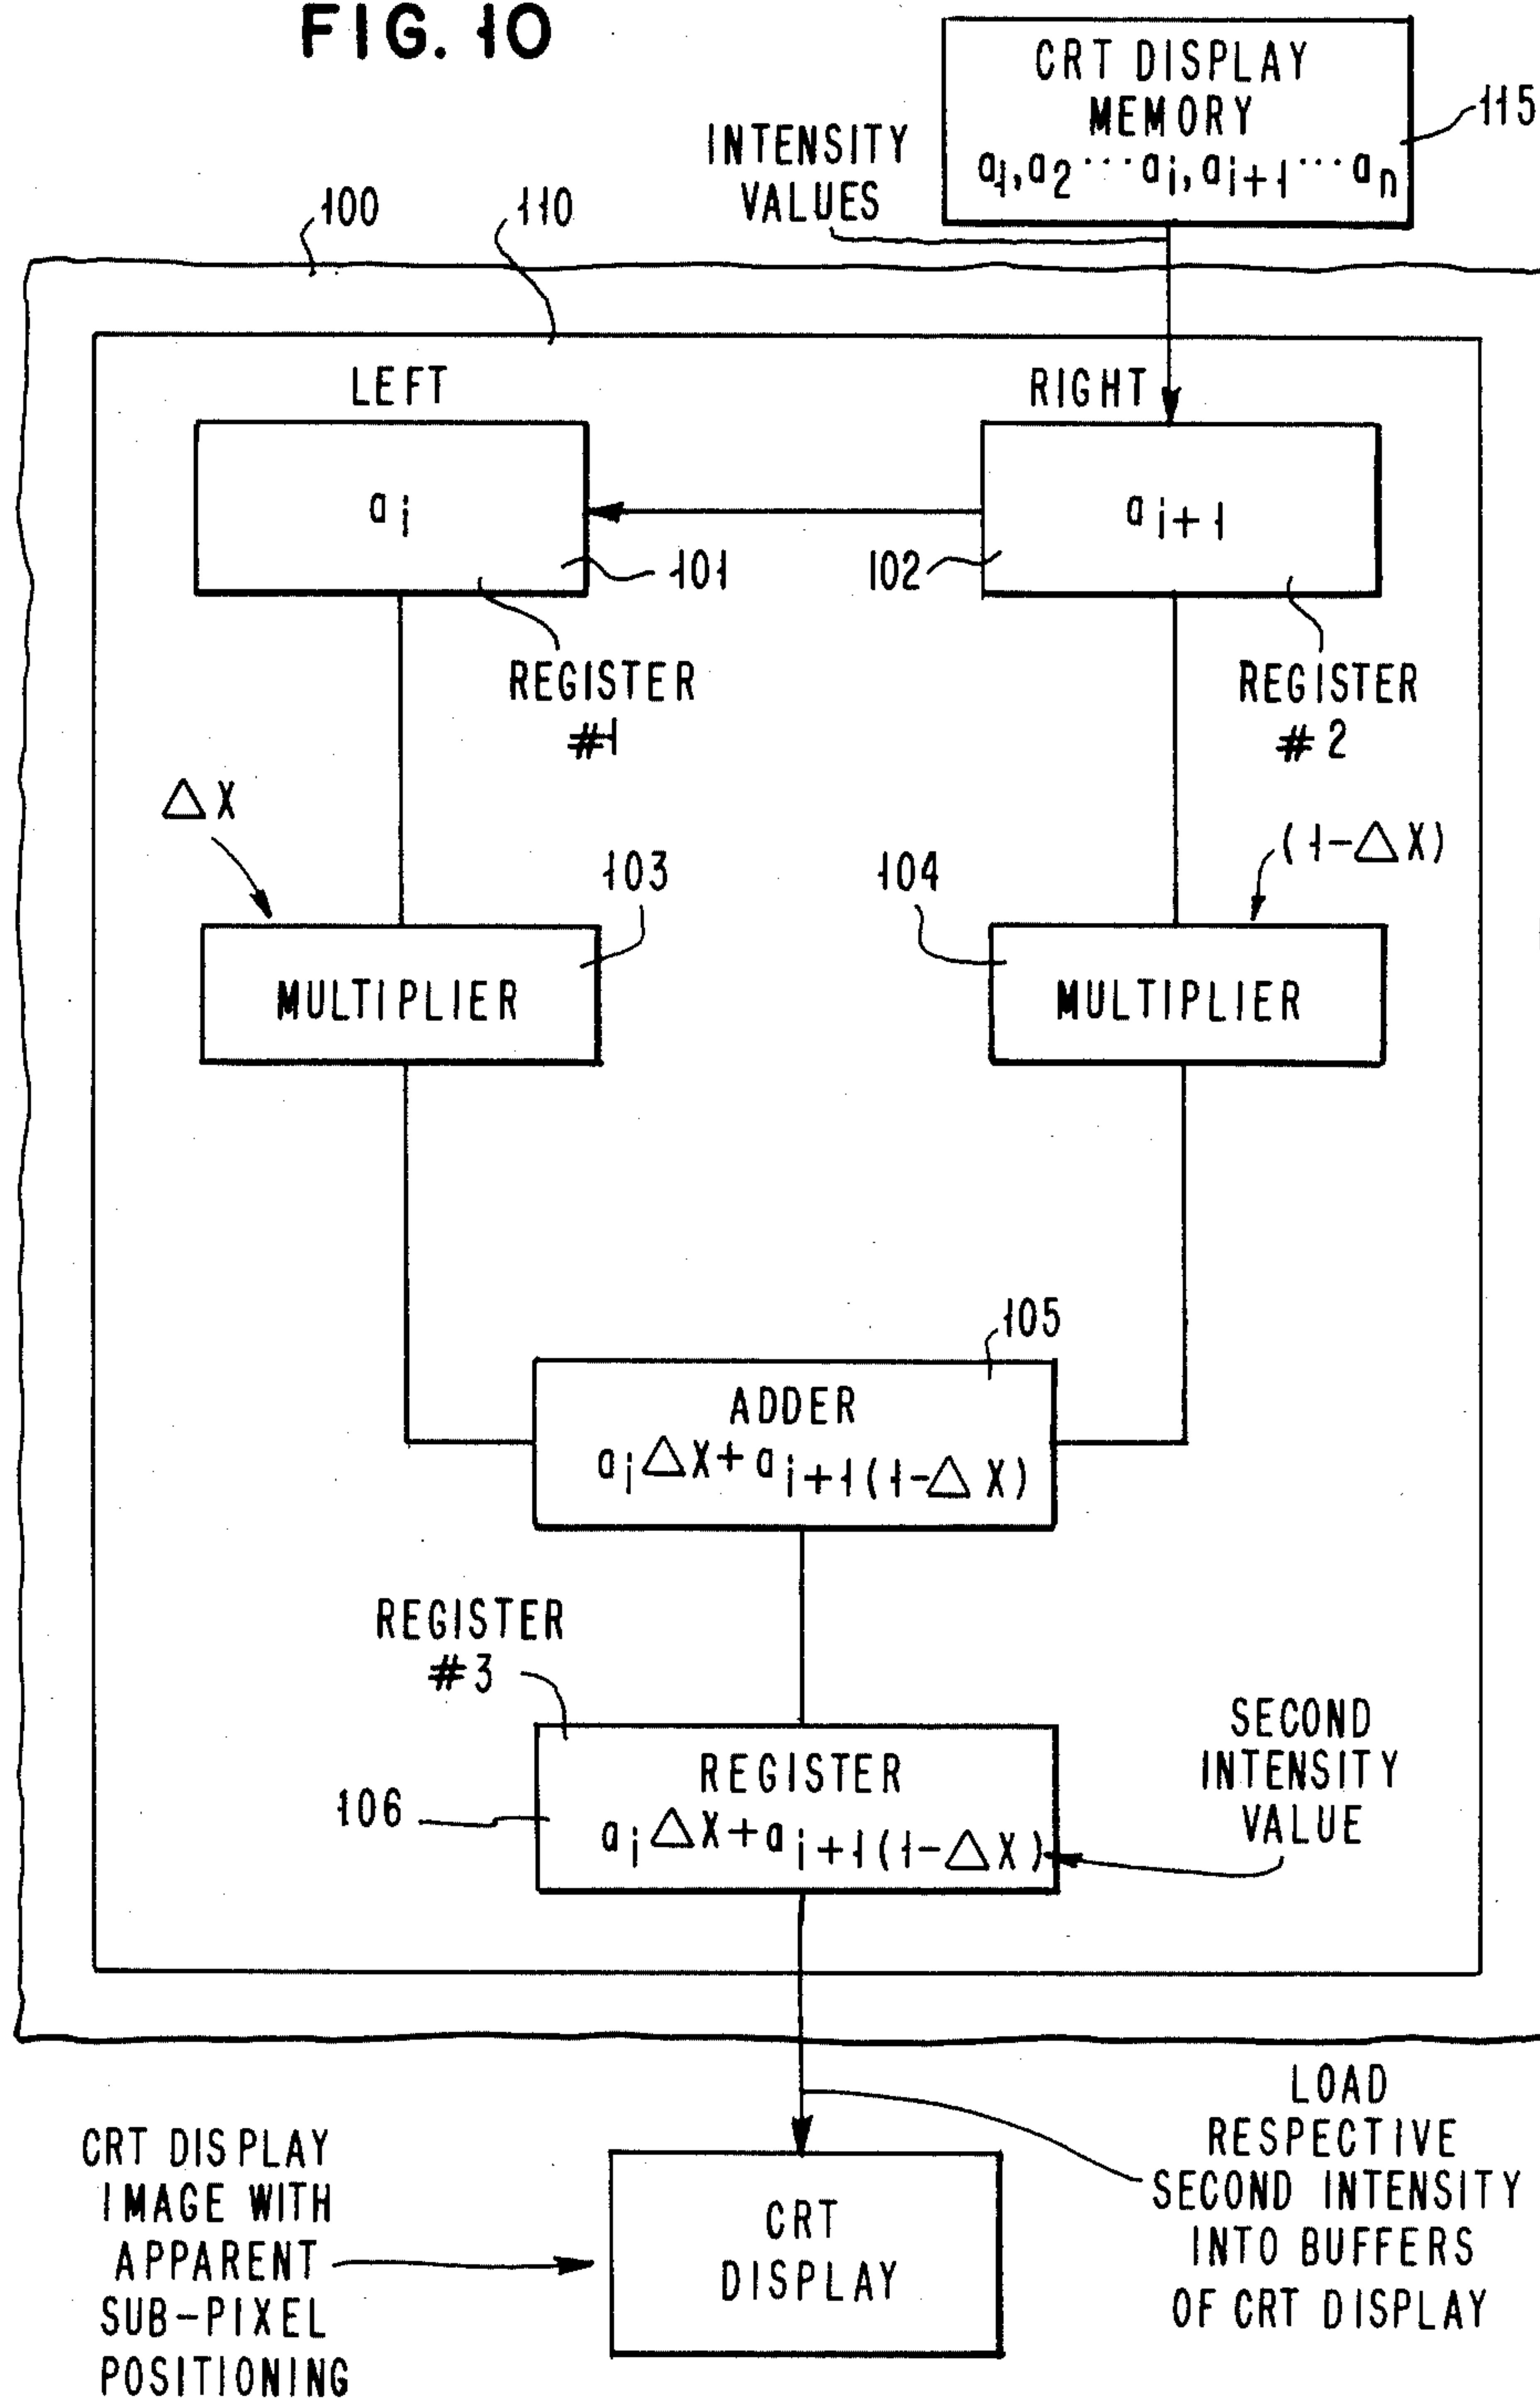 FIG. 10
CRT DISPLAY
MEMORY
a1, a2 ... ai, ai+1 ... an
115
INTENSITY
VALUES
100
110
LEFT
RIGHT
ai
ai+1
101
102
REGISTER
#1
REGISTER
#2
ΔX
(1-ΔX)
103
104
MULTIPLIER
MULTIPLIER
105
ADDER
aiΔX+ai+1(1-ΔX)
REGISTER
#3
SECOND
INTENSITY
VALUE
106
REGISTER
aiΔX+ai+1(1-ΔX)
LOAD
RESPECTIVE
SECOND INTENSITY
INTO BUFFERS
OF CRT DISPLAY
CRT DISPLAY
IMAGE WITH
APPARENT
SUB-PIXEL
POSITIONING
CRT
DISPLAY